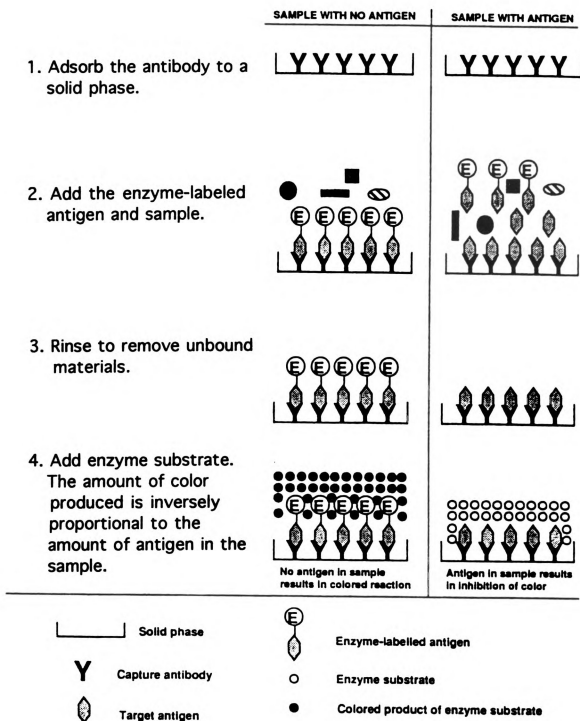 SAMPLE WITH NO ANTIGEN
SAMPLE WITH ANTIGEN
1. Adsorb the antibody to a
solid phase.
2. Add the enzyme-labeled
antigen and sample.
E E E
E E E E E
3. Rinse to remove unbound
materials.
E E E E E
4. Add enzyme substrate.
The amount of color
produced is inversely
proportional to the
amount of antigen in the
sample.
E E E E E
No antigen in sample
results in colored reaction
Antigen in sample results
in inhibition of color
Solid phase
E
Enzyme-labelled antigen
Capture antibody
Enzyme substrate
Target antigen
Colored product of enzyme substrate